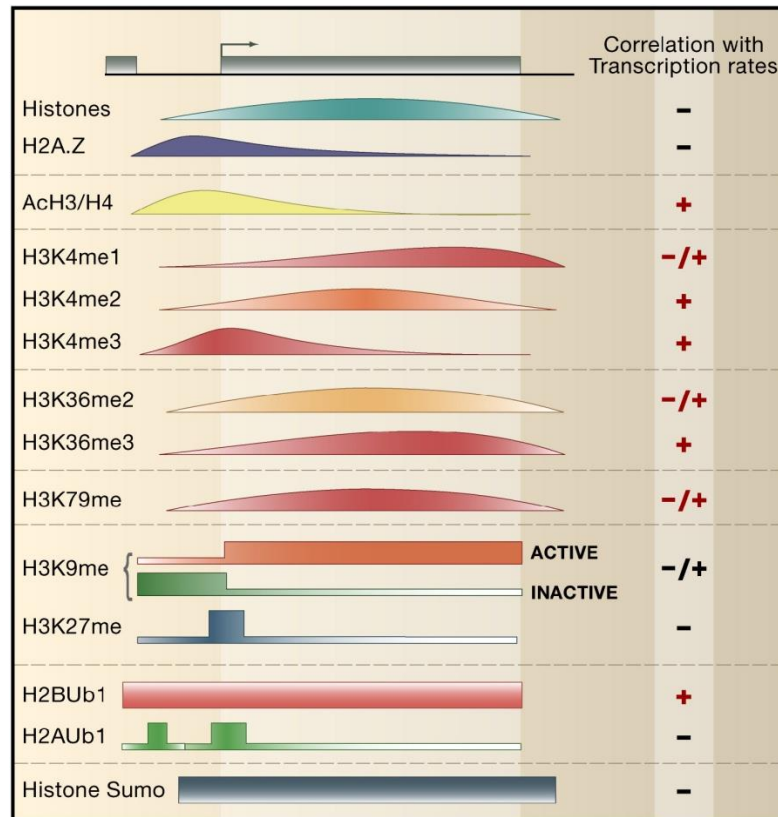 Correlation with
Transcription rates
Histones –
H2A.Z –
AcH3/H4 +
H3K4me1 –/+
H3K4me2 +
H3K4me3 +
H3K36me2 –/+
H3K36me3 +
H3K79me –/+
ACTIVE
H3K9me –/+
INACTIVE
H3K27me –
H2BUb1 +
H2AUb1 –
Histone Sumo –